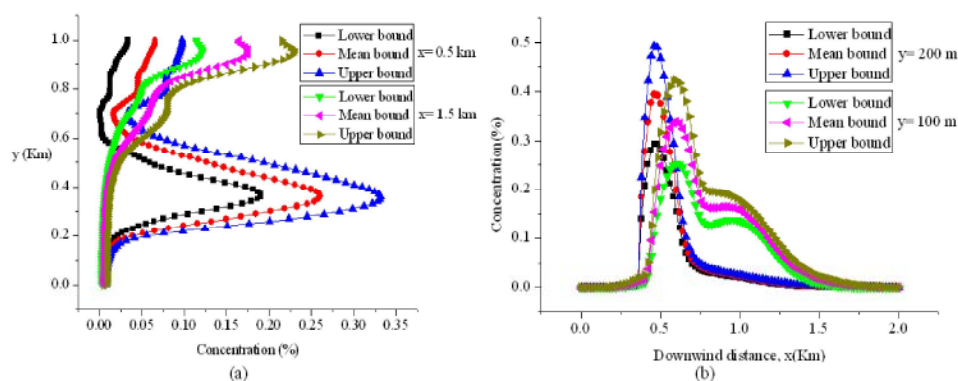 1.0
0.8
0.6
0.4
0.2
0.0
y (Km)
0.00 0.05 0.10 0.15 0.20 0.25 0.30 0.35
Concentration (%)
(a)
Lower bound
Mean bound
Upper bound
x= 0.5 km
Lower bound
Mean bound
Upper bound
x= 1.5 km
0.5
0.4
0.3
0.2
0.1
0.0
Concentration (%)
0.0 0.5 1.0 1.5 2.0
Downwind distance, x(Km)
(b)
Lower bound
Mean bound
Upper bound
y= 200 m
Lower bound
Mean bound
Upper bound
y= 100 m